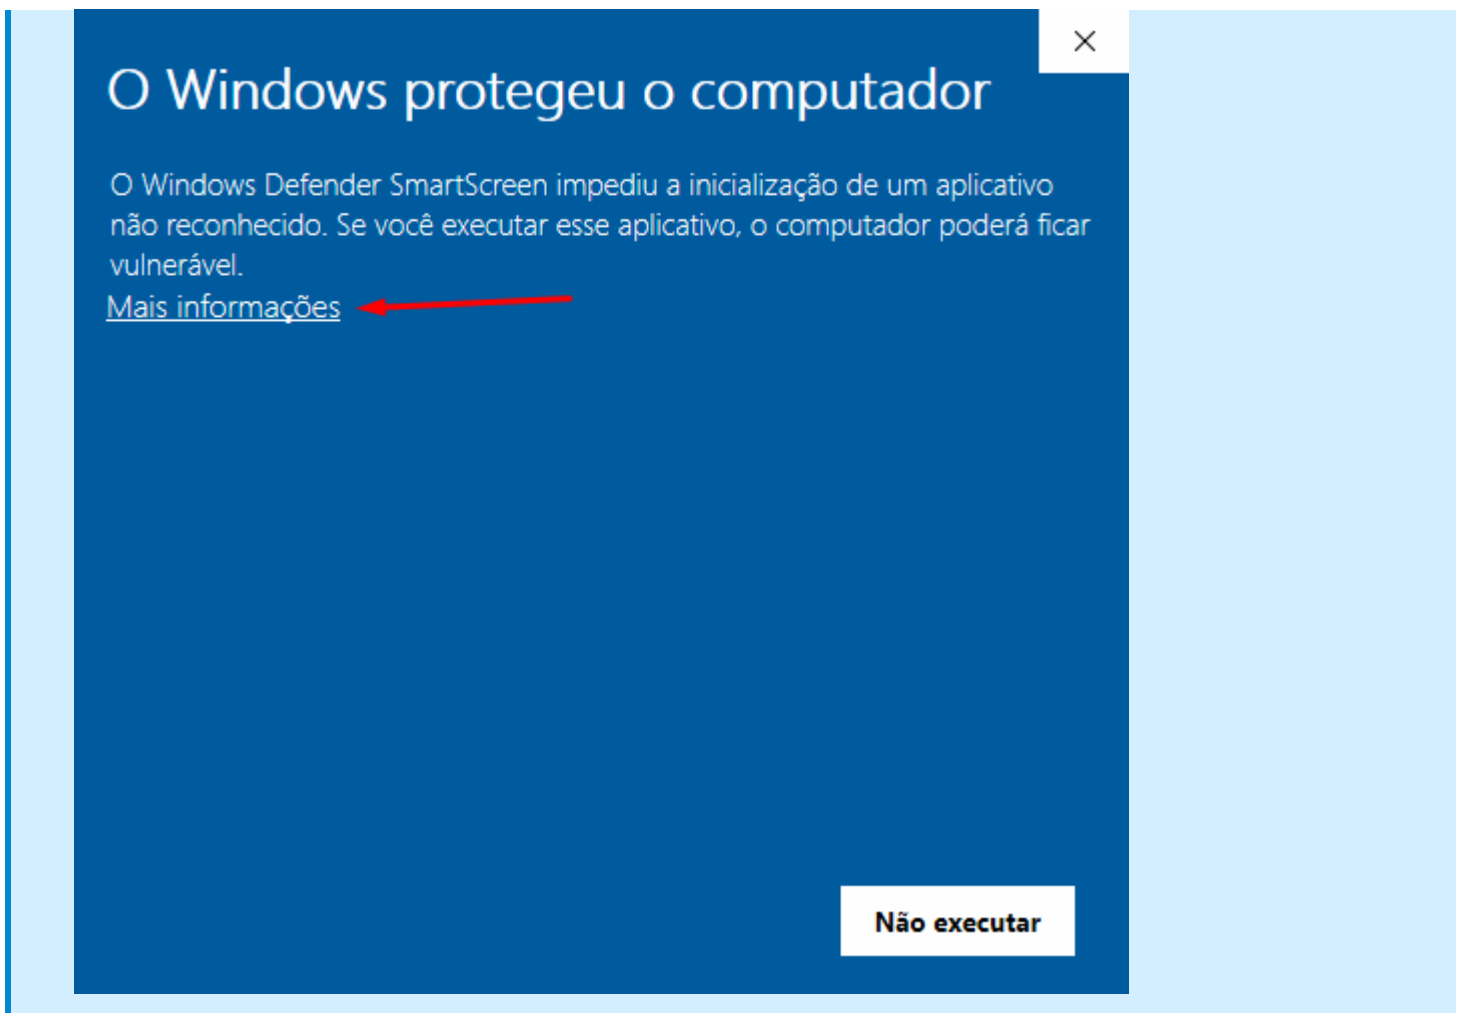 O Windows protegeu o computador
O Windows Defender SmartScreen impediu a inicialização de um aplicativo
não reconhecido. Se você executar esse aplicativo, o computador poderá ficar
vulnerável.
Mais informações
Não executar